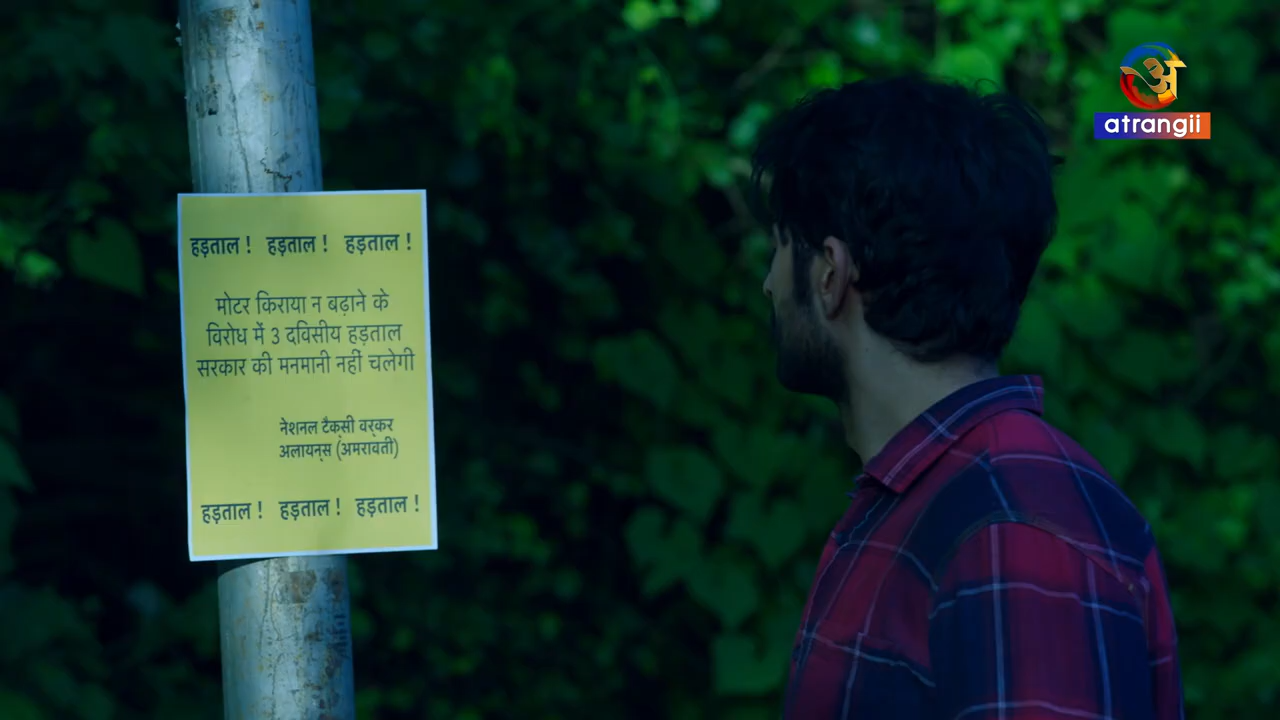 हड़ताल ! हड़ताल ! हड़ताल !
मोटर किराया न बढ़ाने के
विरोध में 3 दविसीय हड़ताल
सरकार की मनमानी नहीं चलेगी
नेशनल टैक्सी वर्कर
अलायन्स (अमरावती)
हड़ताल ! हड़ताल ! हड़ताल !
अ
atrangii